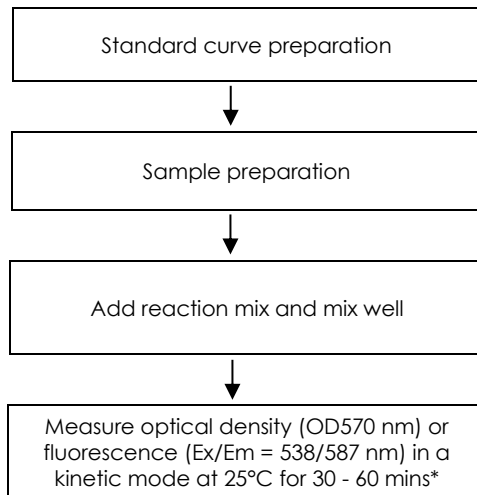 Standard curve preparation
Sample preparation
Add reaction mix and mix well
Measure optical density (OD570 nm) or
fluorescence (Ex/Em = 538/587 nm) in a
kinetic mode at 25°C for 30 - 60 mins*